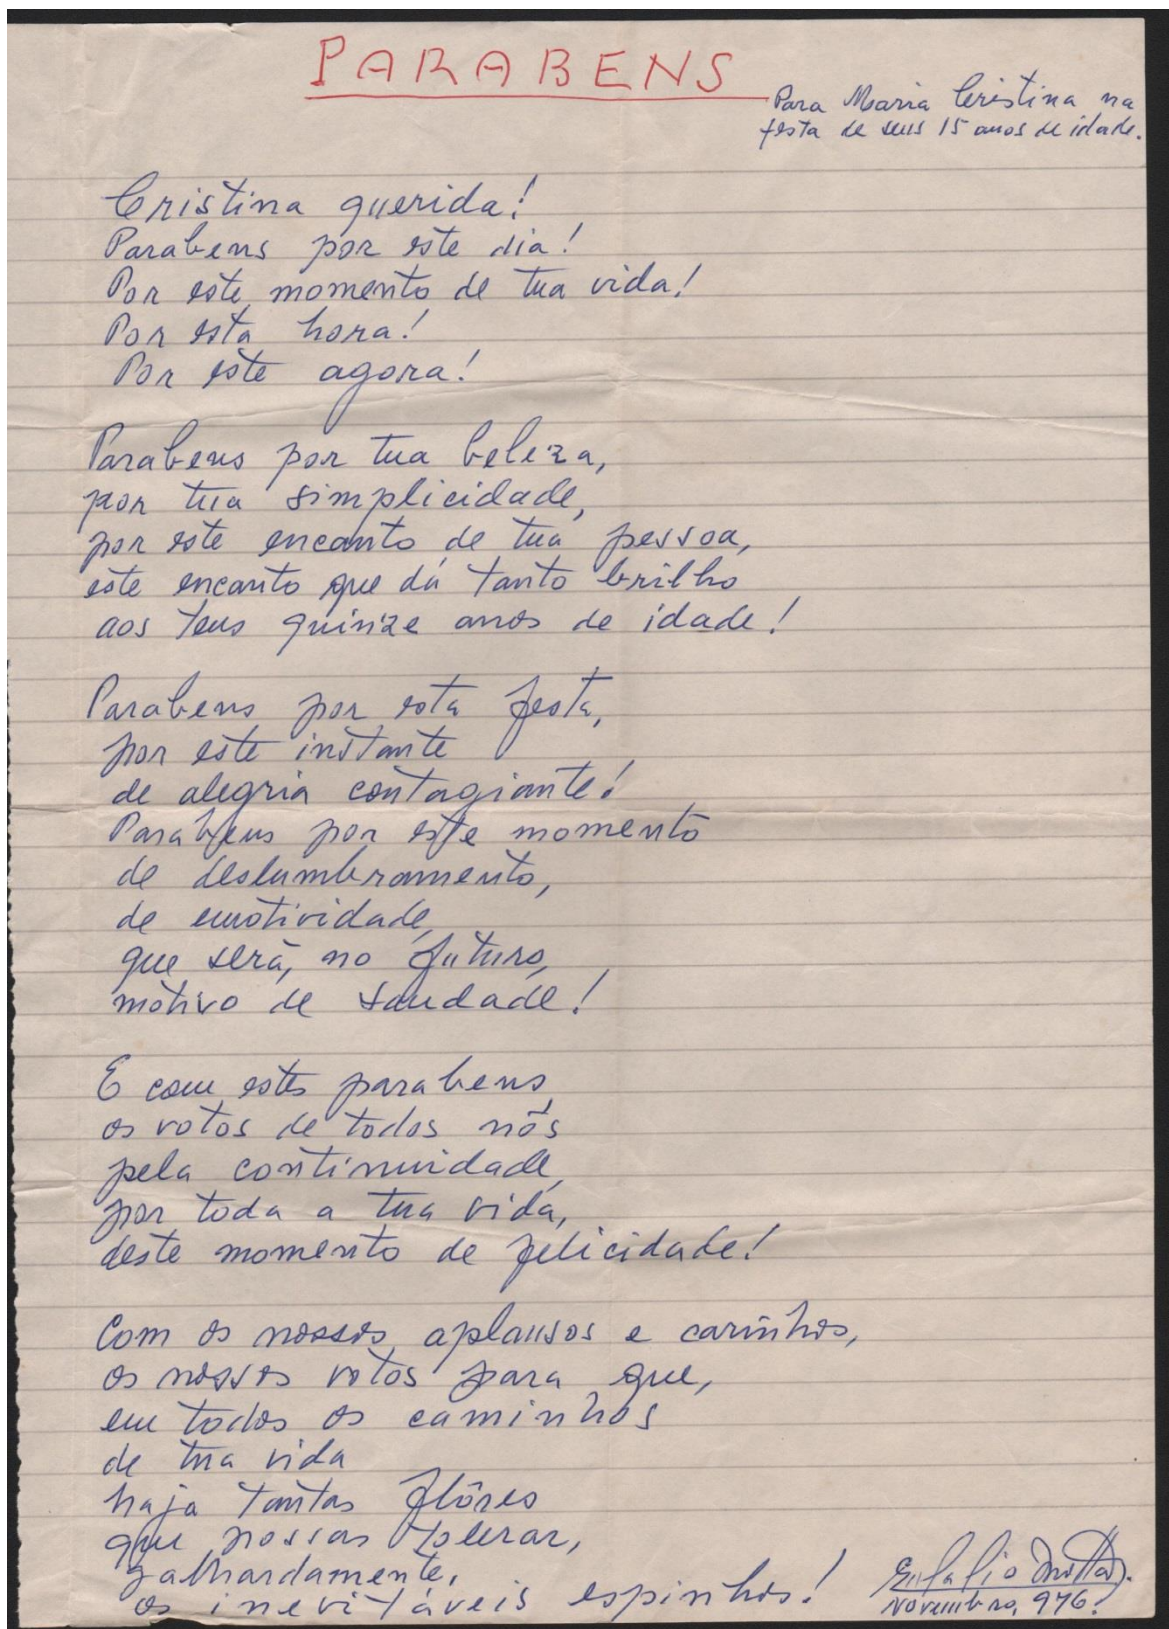 PARABENS
Para Maria Cristina na
festa de seus 15 anos de idade.
Cristina querida!
Parabens por este dia!
Por este momento de tua vida!
Por esta hora!
Por este agora!
Parabens por tua beleza,
por tua simplicidade,
por este encanto de tua pessoa,
este encanto que dá tanto brilho
aos teus quinze anos de idade!
Parabens por esta festa,
por este instante
de alegria contagiante!
Parabens por este momento
de deslumbramento,
de emotividade,
que será, no futuro,
motivo de saudade!
E com estes parabens,
os votos de todos nós
pela continuidade,
por toda a tua vida,
deste momento de felicidade!
Com os nossos aplausos e carinhos,
os nossos votos para que,
em todos os caminhos
de tua vida
haja tantas flôres
que possas tolerar,
galhardamente,
os inevitáveis espinhos!
Eulalio Motta.
Novembro, 976.